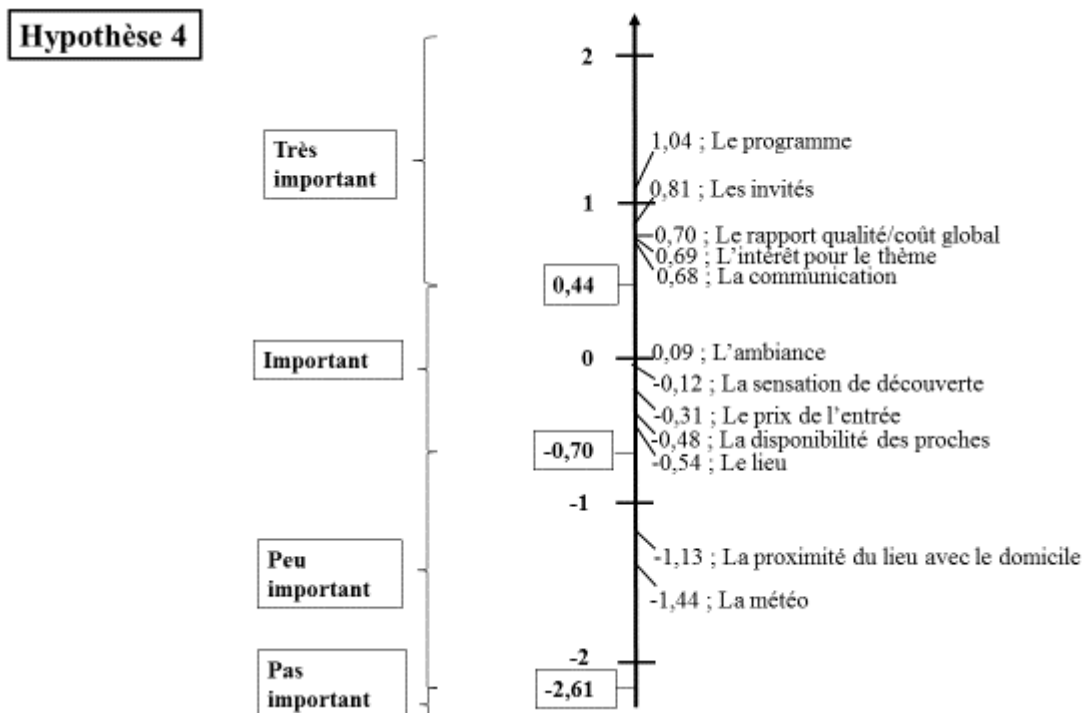 Hypothèse 4
2
Très
important
1,04 ; Le programme
0,81 ; Les invités
1
0,70 ; Le rapport qualité/coût global
0,69 ; L'intérêt pour le thème
0,68 ; La communication
0,44
Important
0
0,09 ; L'ambiance
-0,12 ; La sensation de découverte
-0,31 ; Le prix de l'entrée
-0,48 ; La disponibilité des proches
-0,70
-0,54 ; Le lieu
-1
Peu
important
-1,13 ; La proximité du lieu avec le domicile
-1,44 ; La météo
-2
Pas
important
-2,61